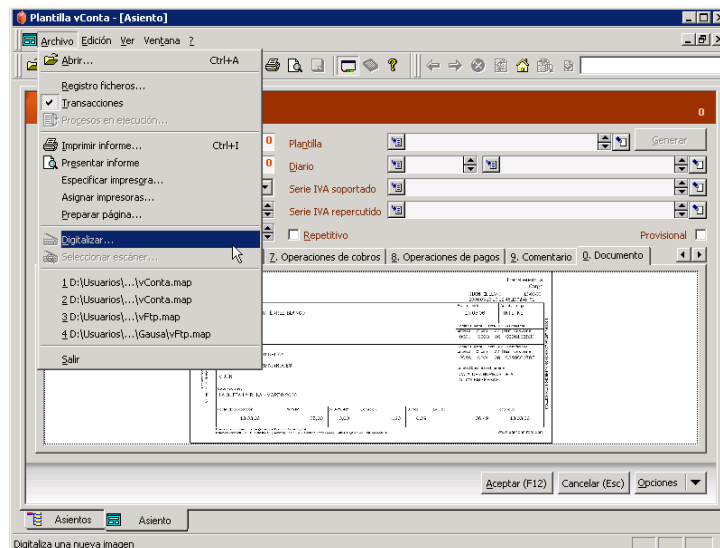 Plantilla vConta - [Asiento]
Archivo Edición Ver Ventana ?
Abrir... Ctrl+A
Registro ficheros...
Transacciones
Procesos en ejecución...
0
Imprimir informe... Ctrl+I
0 Plantilla Generar
Presentar informe
0 Diario
Especificar impresora...
Asignar impresoras...
Serie IVA soportado
Preparar página...
Serie IVA repercutido
Digitalizar...
Repetitivo Provisional
Seleccionar escáner...
7. Operaciones de cobros 8. Operaciones de pagos 9. Comentario 0. Documento
1 D:\Usuarios\...\vConta.map
2 D:\Usuarios\...\vConta.map
3 D:\Usuarios\...\vFtp.map
4 D:\Usuarios\...\Gausa\vFtp.map
Salir
Aceptar (F12) Cancelar (Esc) Opciones
Asientos Asiento
Digitaliza una nueva imagen